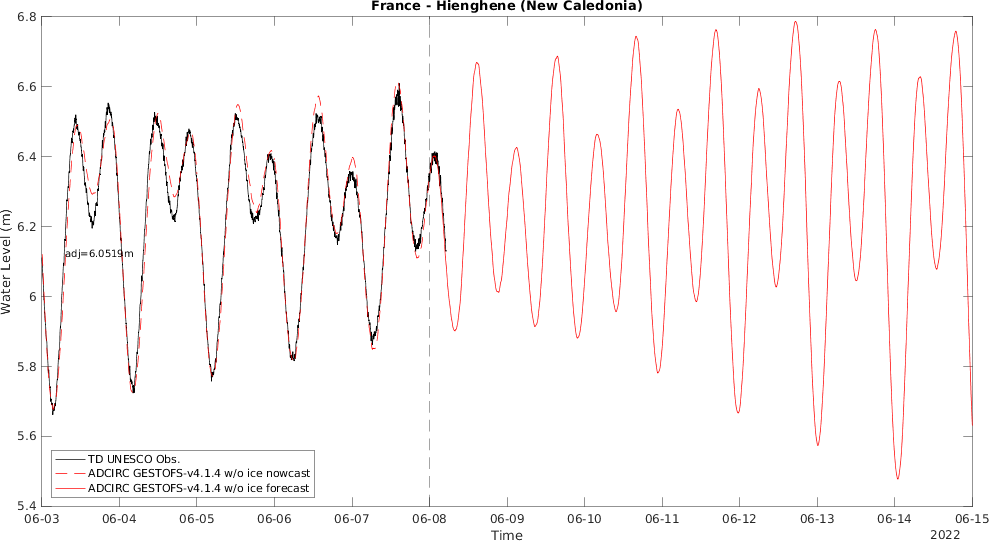 France - Hienghene (New Caledonia)
6.8
6.6
6.4
6.2
6
5.8
5.6
5.4
Water Level (m)
adj=6.0519m
TD UNESCO Obs.
ADCIRC GESTOFS-v4.1.4 w/o ice nowcast
ADCIRC GESTOFS-v4.1.4 w/o ice forecast
06-03 06-04 06-05 06-06 06-07 06-08 06-09 06-10 06-11 06-12 06-13 06-14 06-15
Time
2022